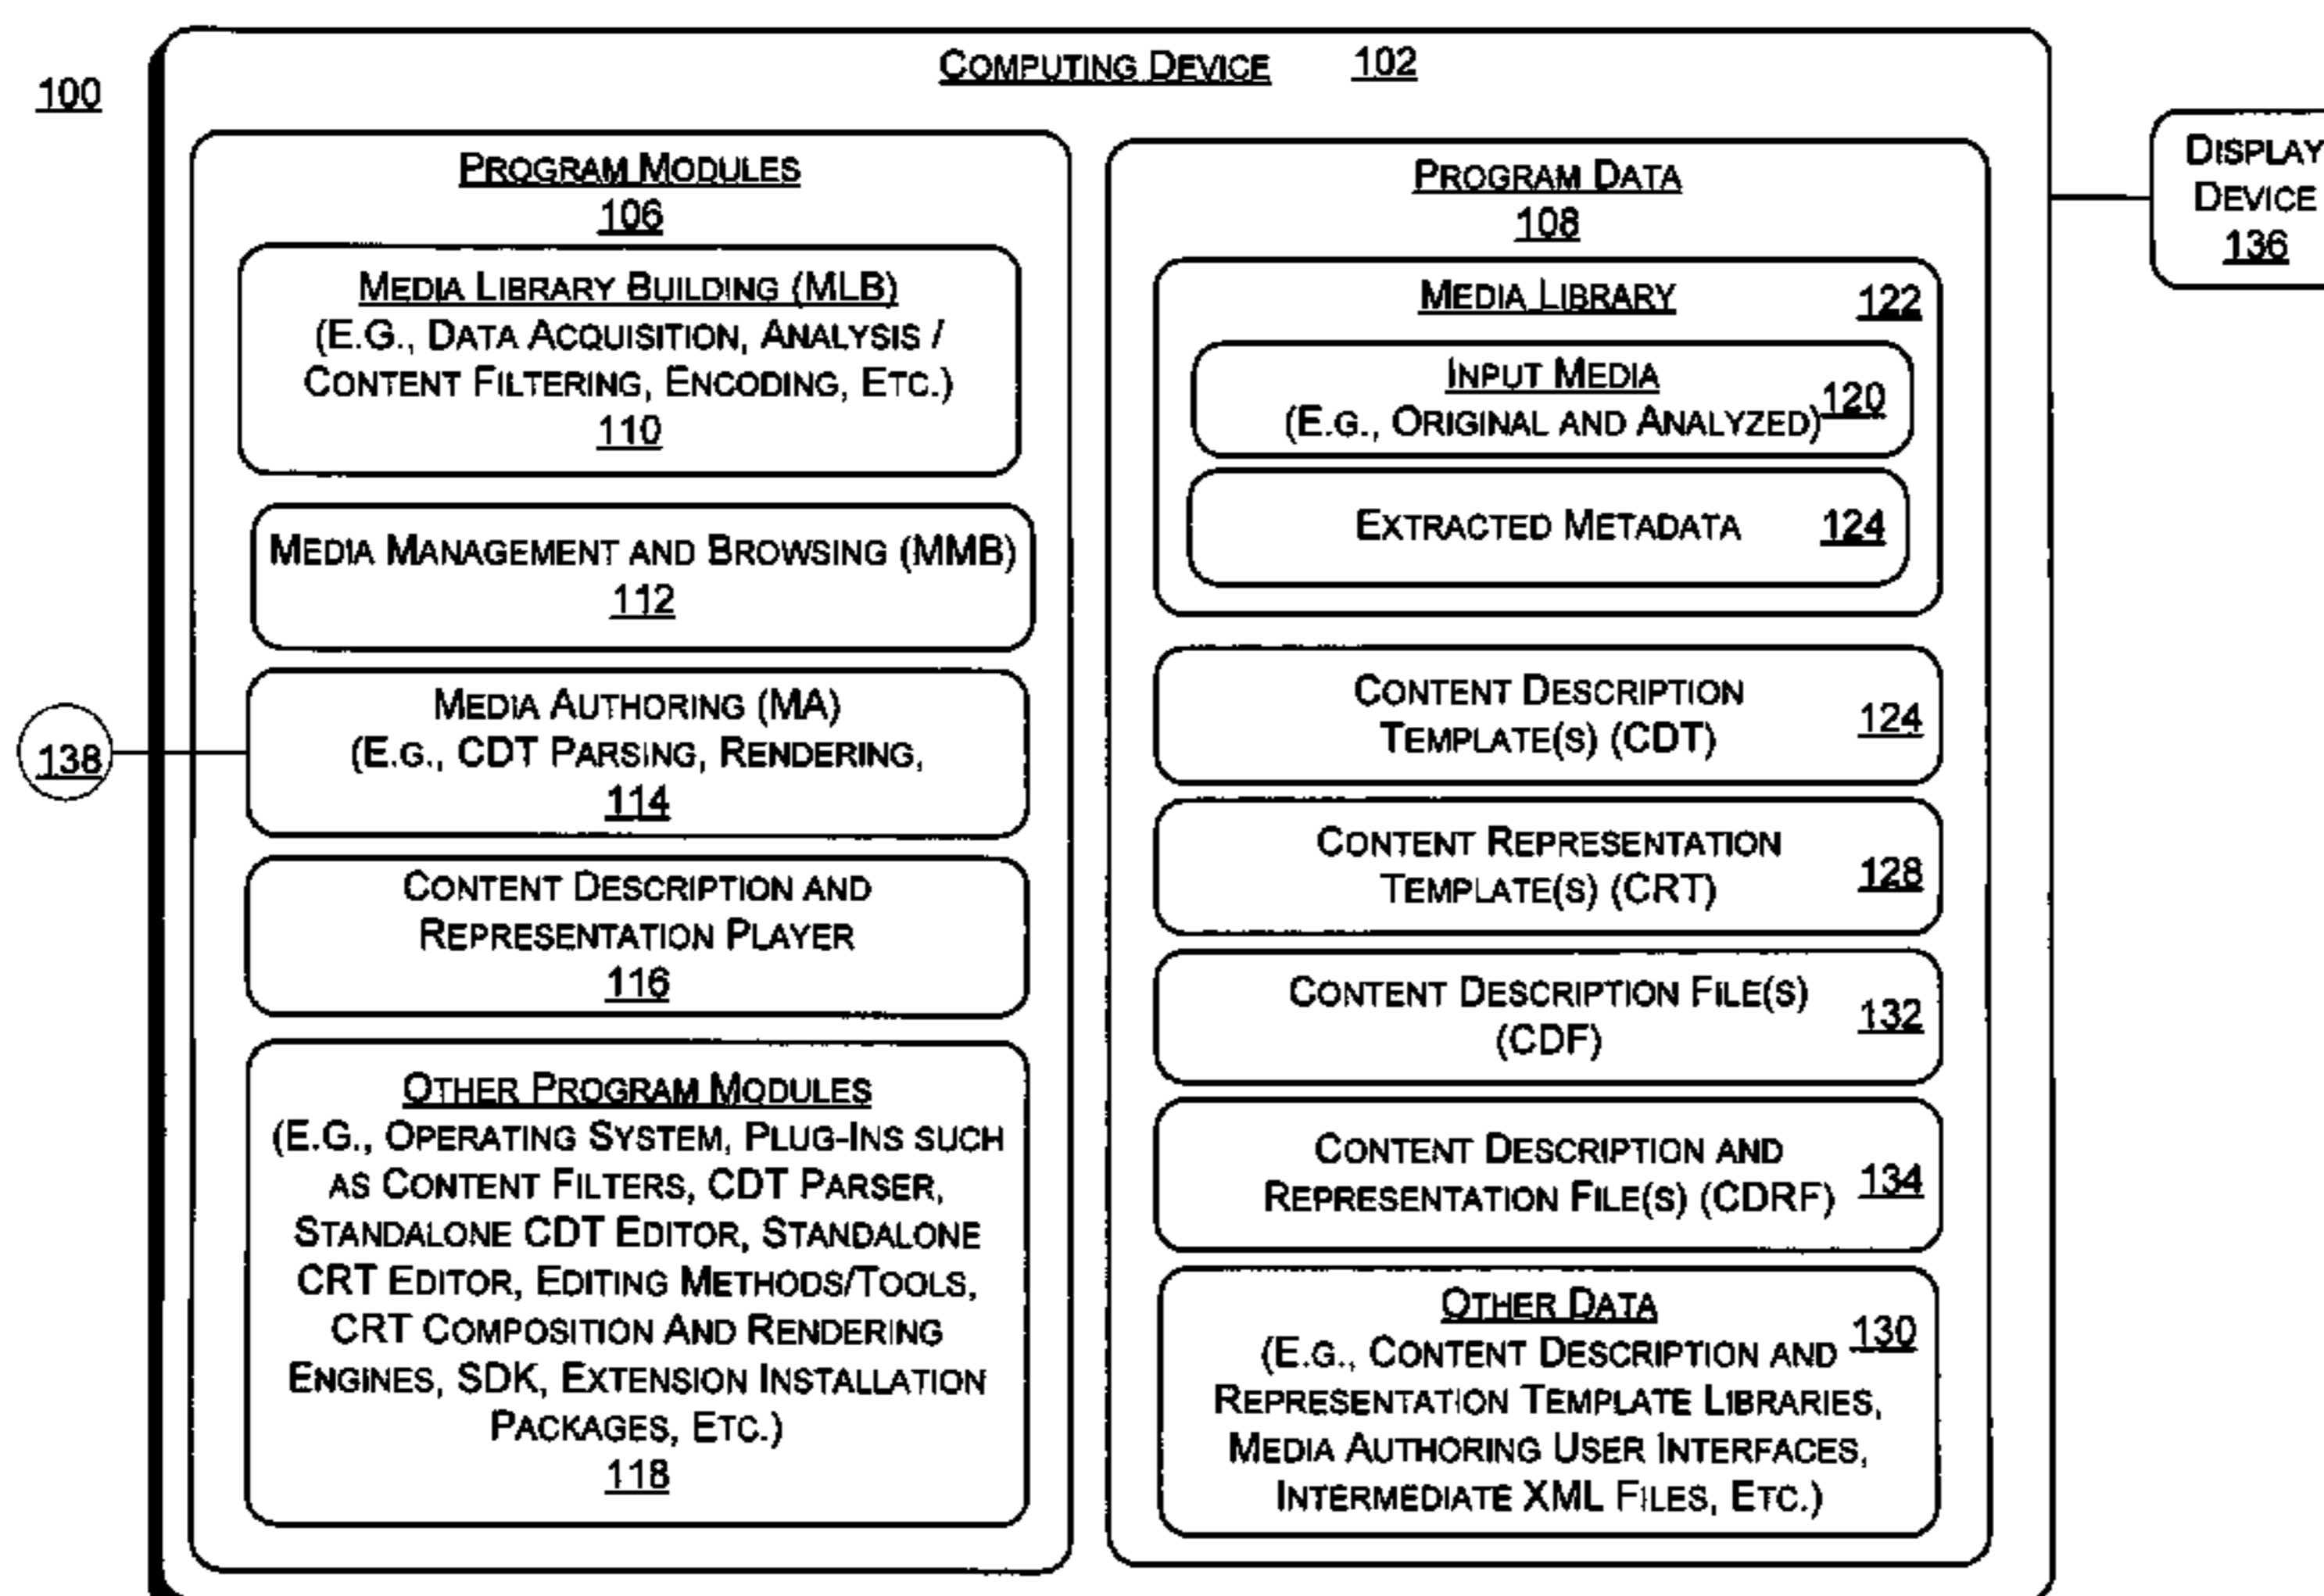 COMPUTING DEVICE 102
100
PROGRAM MODULES
106
MEDIA LIBRARY BUILDING (MLB)
(E.G., DATA ACQUISITION, ANALYSIS /
CONTENT FILTERING, ENCODING, ETC.)
110
MEDIA MANAGEMENT AND BROWSING (MMB)
112
MEDIA AUTHORING (MA)
(E.G., CDT PARSING, RENDERING,
114
138
CONTENT DESCRIPTION AND
REPRESENTATION PLAYER
116
OTHER PROGRAM MODULES
(E.G., OPERATING SYSTEM, PLUG-INS SUCH
AS CONTENT FILTERS, CDT PARSER,
STANDALONE CDT EDITOR, STANDALONE
CRT EDITOR, EDITING METHODS/TOOLS,
CRT COMPOSITION AND RENDERING
ENGINES, SDK, EXTENSION INSTALLATION
PACKAGES, ETC.)
118
PROGRAM DATA
108
MEDIA LIBRARY 122
INPUT MEDIA
(E.G., ORIGINAL AND ANALYZED) 120
EXTRACTED METADATA 124
CONTENT DESCRIPTION
TEMPLATE(S) (CDT) 124
CONTENT REPRESENTATION
TEMPLATE(S) (CRT) 128
CONTENT DESCRIPTION FILE(S)
(CDF) 132
CONTENT DESCRIPTION AND
REPRESENTATION FILE(S) (CDRF) 134
OTHER DATA
(E.G., CONTENT DESCRIPTION AND 130
REPRESENTATION TEMPLATE LIBRARIES,
MEDIA AUTHORING USER INTERFACES,
INTERMEDIATE XML FILES, ETC.)
DISPLAY
DEVICE
136